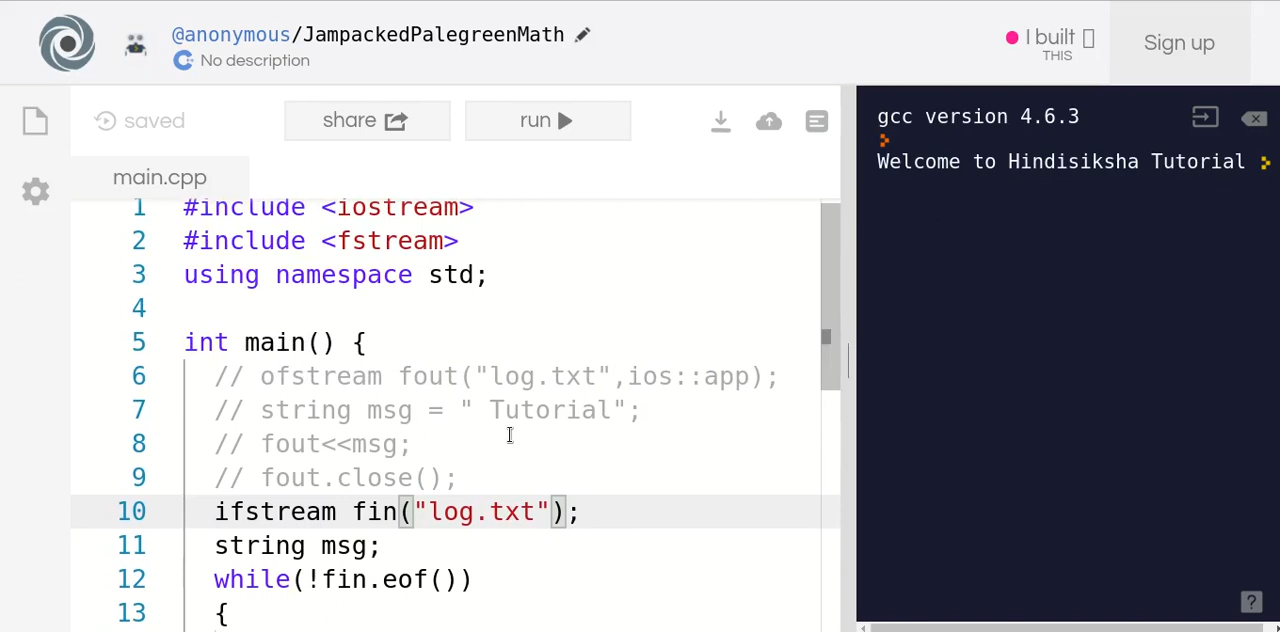 @anonymous/JampackedPalegreenMath
No description
I built
THIS
Sign up
saved
share
run
main.cpp
1 #include <iostream>
2 #include <fstream>
3 using namespace std;
4
5 int main() {
6 // ofstream fout("log.txt",ios::app);
7 // string msg = " Tutorial";
8 // fout<<msg;
9 // fout.close();
10 ifstream fin("log.txt");
11 string msg;
12 while(!fin.eof())
13 {
gcc version 4.6.3
Welcome to Hindisiksha Tutorial
?